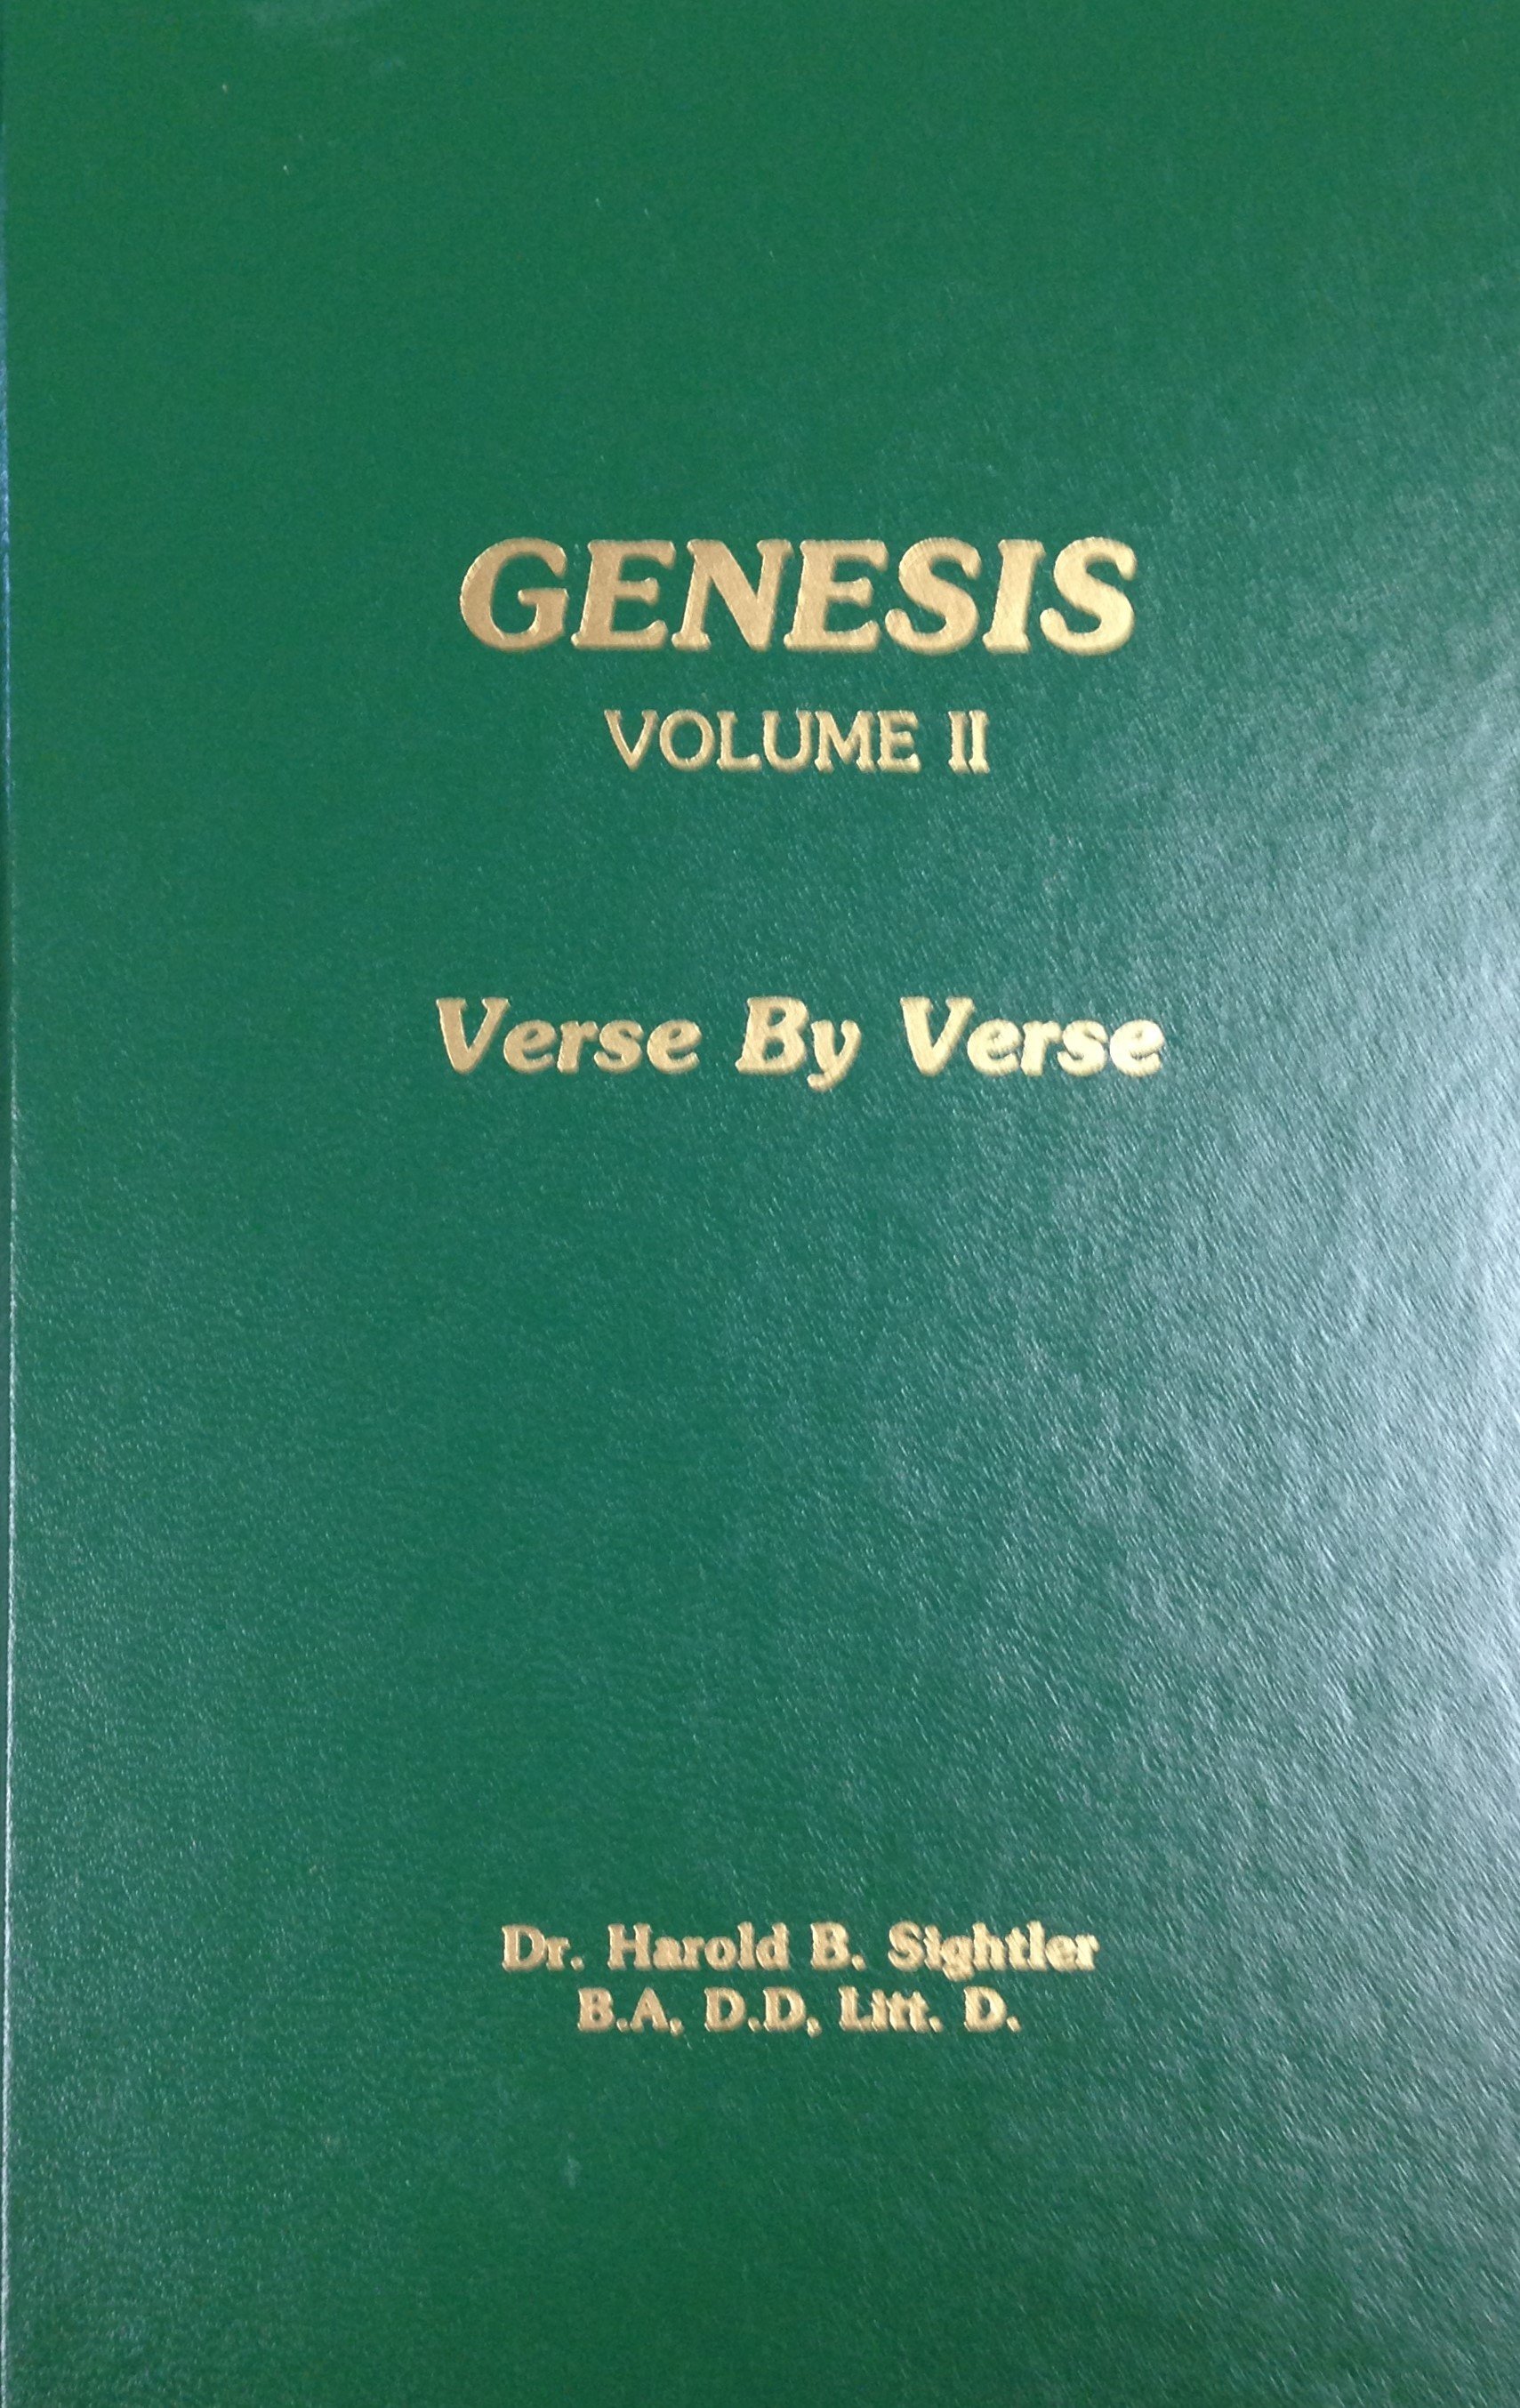 GENESIS
VOLUME II
Verse By Verse
Dr. Harold B. Sightler
B.A, D.D, Litt. D.